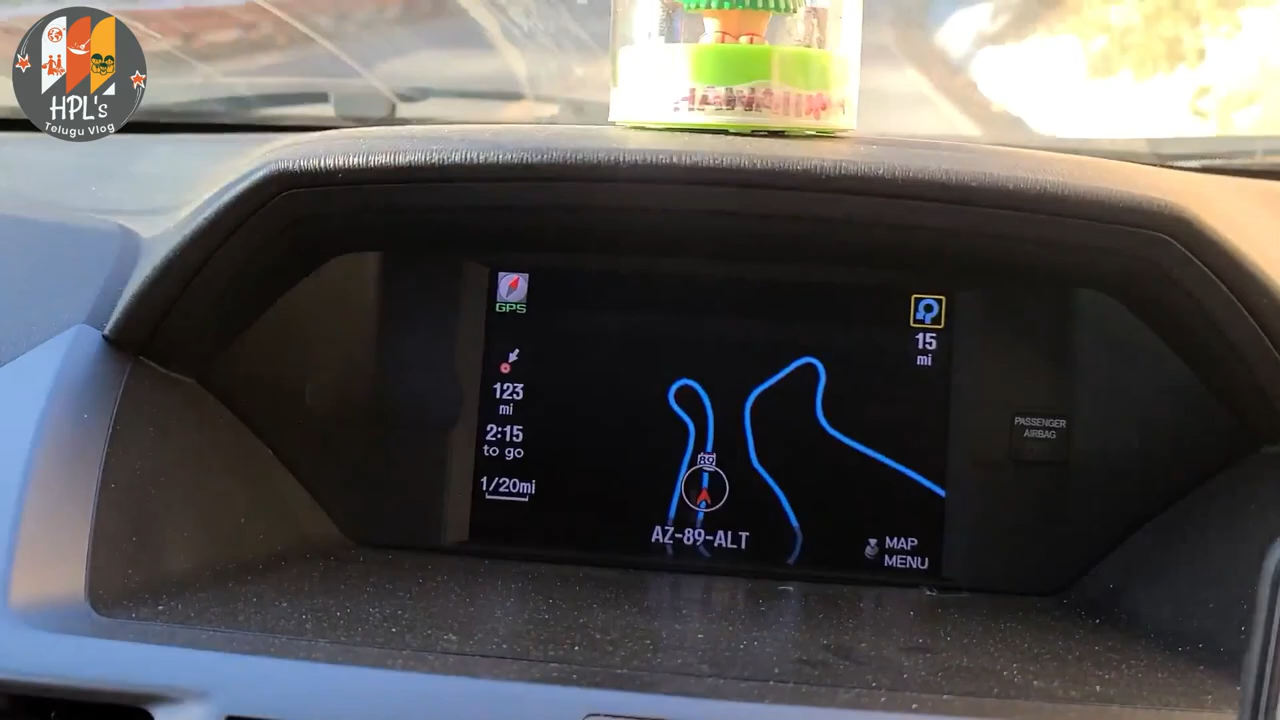 HPL's
Telugu Vlog
GPS
123
mi
2:15
to go
1/20mi
15
mi
89
AZ-89-ALT
MAP
MENU
PASSENGER
AIRBAG